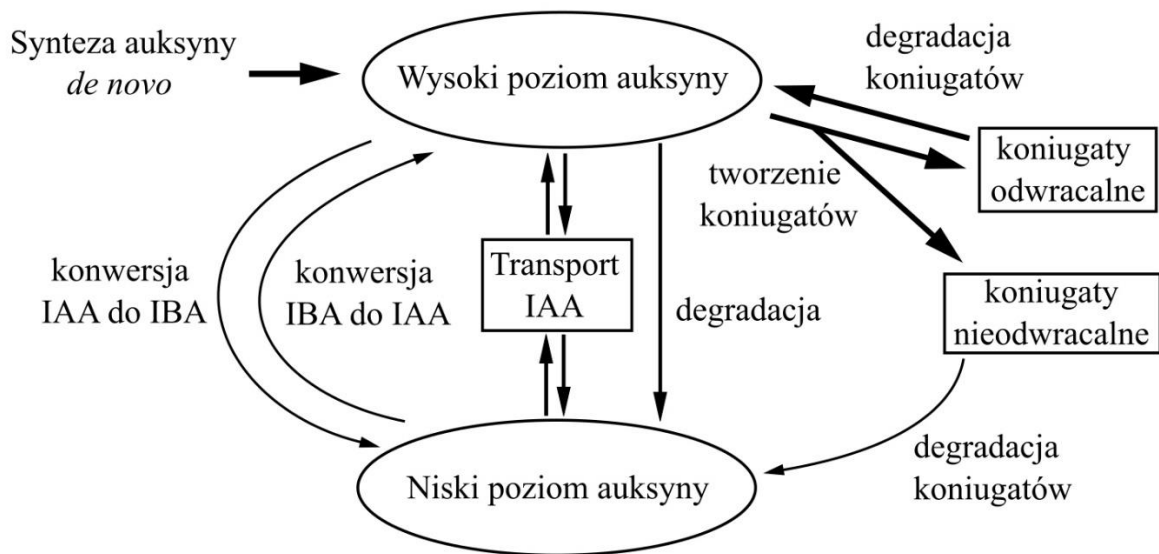 Synteza auksyny
de novo
Wysoki poziom auksyny
degradacja
koniugatów
koniugaty
odwracalne
tworzenie
koniugatów
konwersja
IAA do IBA
konwersja
IBA do IAA
Transport
IAA
degradacja
koniugaty
nieodwracalne
Niski poziom auksyny
degradacja
koniugatów